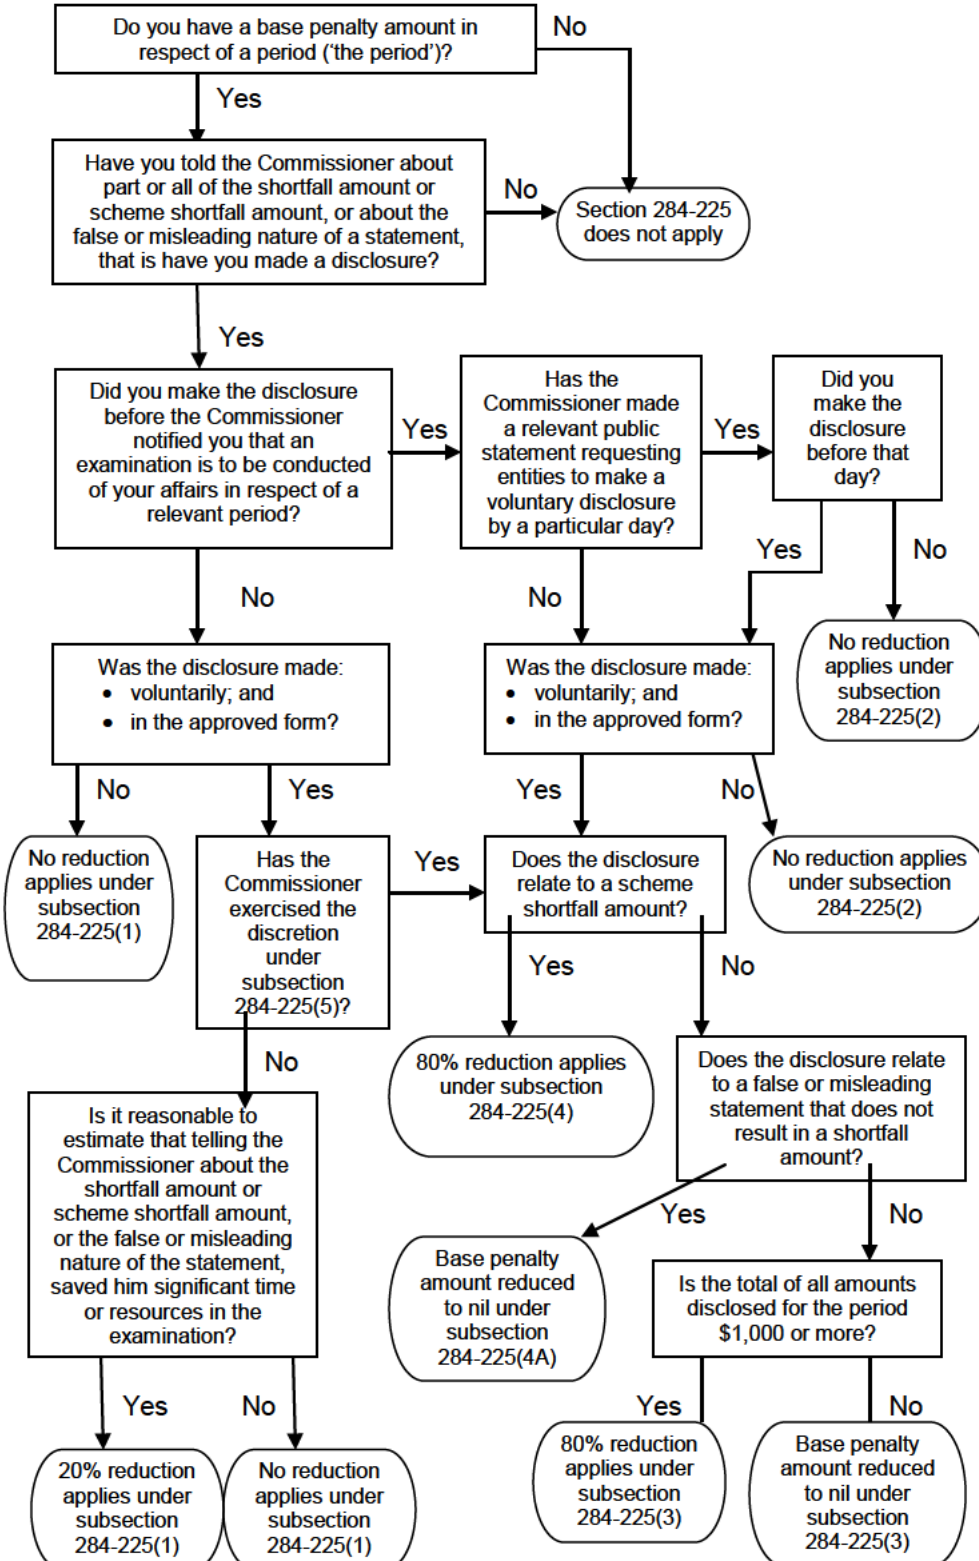 Do you have a base penalty amount in
respect of a period (‘the period’)?
No
Yes
Have you told the Commissioner about
part or all of the shortfall amount or
scheme shortfall amount, or about the
false or misleading nature of a statement,
that is have you made a disclosure?
No
Section 284-225
does not apply
Yes
Did you make the disclosure
before the Commissioner
notified you that an
examination is to be conducted
of your affairs in respect of a
relevant period?
Yes
Has the
Commissioner made
a relevant public
statement requesting
entities to make a
voluntary disclosure
by a particular day?
Yes
Did you
make the
disclosure
before that
day?
No
No
Yes
No
Was the disclosure made:
• voluntarily; and
• in the approved form?
Was the disclosure made:
• voluntarily; and
• in the approved form?
No reduction
applies under
subsection
284-225(2)
No
Yes
Yes
No
No reduction
applies under
subsection
284-225(1)
Has the
Commissioner
exercised the
discretion
under
subsection
284-225(5)?
Yes
Does the disclosure
relate to a scheme
shortfall amount?
No reduction applies
under subsection
284-225(2)
Yes
No
No
80% reduction applies
under subsection
284-225(4)
Does the disclosure relate
to a false or misleading
statement that does not
result in a shortfall
amount?
Is it reasonable to
estimate that telling the
Commissioner about the
shortfall amount or
scheme shortfall amount,
or the false or misleading
nature of the statement,
saved him significant time
or resources in the
examination?
Yes
No
Base penalty
amount reduced
to nil under
subsection
284-225(4A)
Is the total of all amounts
disclosed for the period
$1,000 or more?
Yes
No
Yes
No
20% reduction
applies under
subsection
284-225(1)
No reduction
applies under
subsection
284-225(1)
80% reduction
applies under
subsection
284-225(3)
Base penalty
amount reduced
to nil under
subsection
284-225(3)